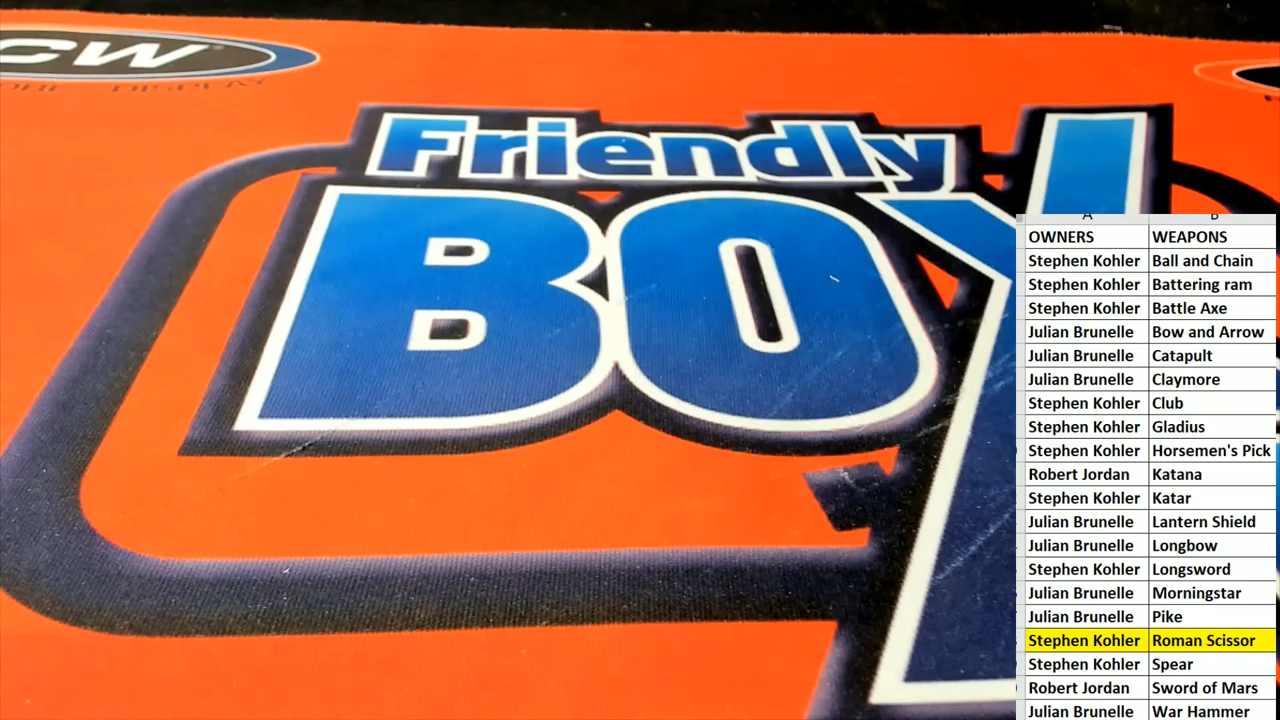 CW
DISPLAY
Friendly
BOY
A B
OWNERS WEAPONS
Stephen Kohler Ball and Chain
Stephen Kohler Battering ram
Stephen Kohler Battle Axe
Julian Brunelle Bow and Arrow
Julian Brunelle Catapult
Julian Brunelle Claymore
Stephen Kohler Club
Stephen Kohler Gladius
Stephen Kohler Horsemen's Pick
Robert Jordan Katana
Stephen Kohler Katar
Julian Brunelle Lantern Shield
Julian Brunelle Longbow
Stephen Kohler Longsword
Julian Brunelle Morningstar
Julian Brunelle Pike
Stephen Kohler Roman Scissor
Stephen Kohler Spear
Robert Jordan Sword of Mars
Julian Brunelle War Hammer